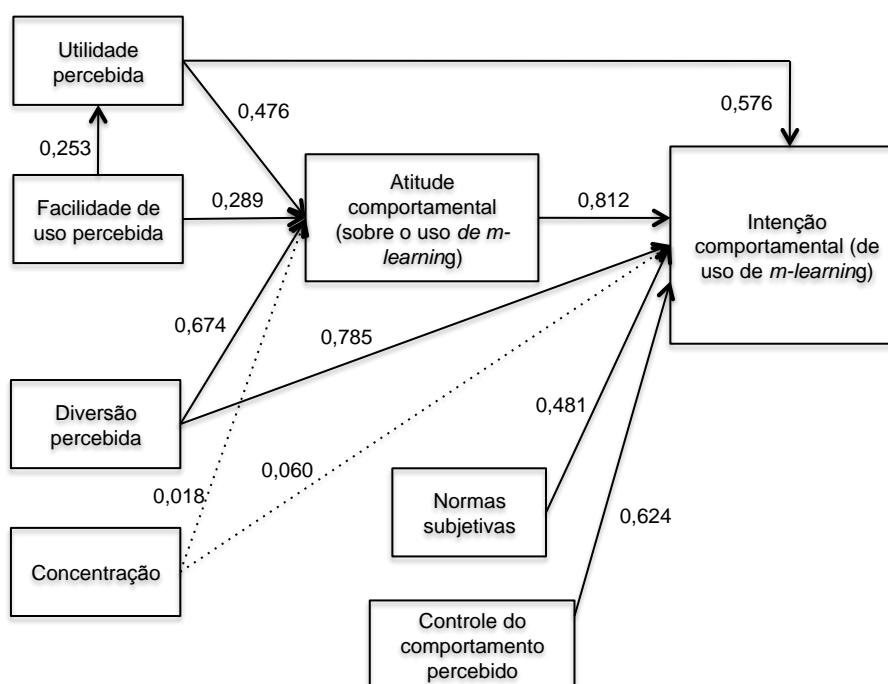 Utilidade
percebida
0,476
0,576
0,253
Facilidade de
uso percebida
0,289
Atitude
comportamental
(sobre o uso de m-
learning)
0,812
Intenção
comportamental (de
uso de m-learning)
0,674
0,785
Diversão
percebida
0,481
0,018
0,060
Normas
subjetivas
0,624
Concentração
Controle do
comportamento
percebido